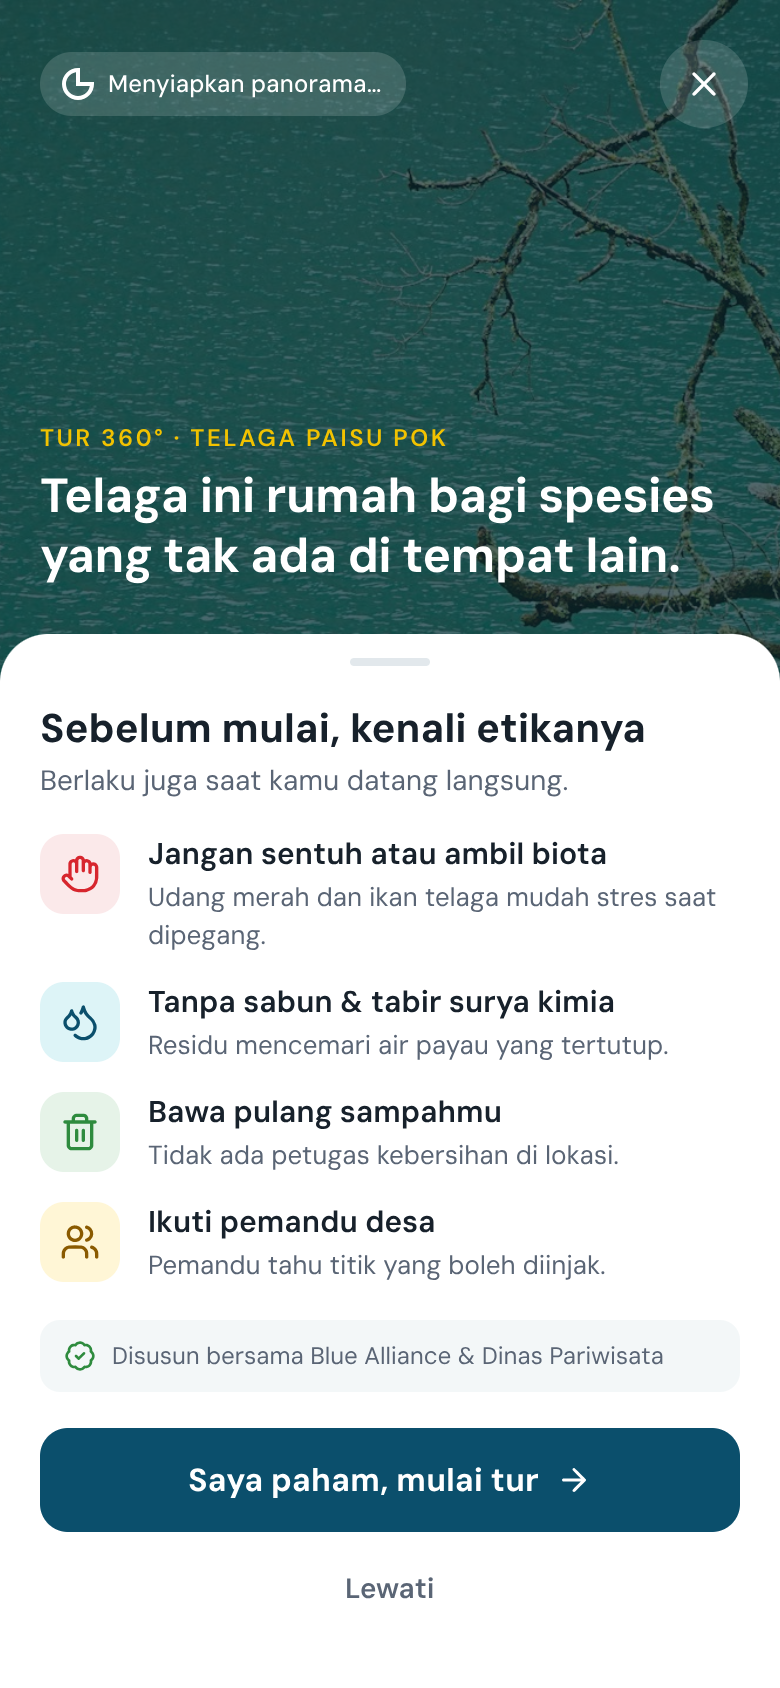 Menyiapkan panorama...
TUR 360° · TELAGA PAISU POK
Telaga ini rumah bagi spesies
yang tak ada di tempat lain.
Sebelum mulai, kenali etikanya
Berlaku juga saat kamu datang langsung.
Jangan sentuh atau ambil biota
Udang merah dan ikan telaga mudah stres saat
dipegang.
Tanpa sabun & tabir surya kimia
Residu mencemari air payau yang tertutup.
Bawa pulang sampahmu
Tidak ada petugas kebersihan di lokasi.
Ikuti pemandu desa
Pemandu tahu titik yang boleh diinjak.
Disusun bersama Blue Alliance & Dinas Pariwisata
Saya paham, mulai tur
Lewati